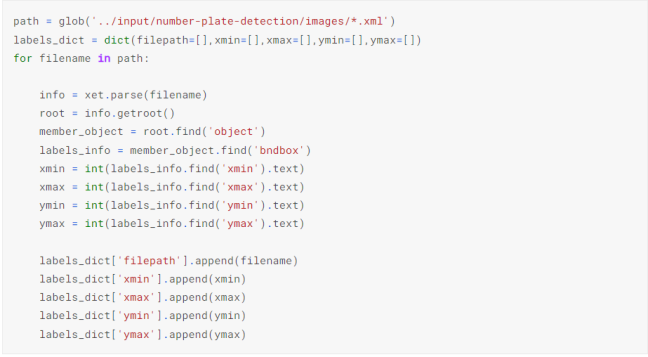 path = glob('../input/number-plate-detection/images/*.xml')
labels_dict = dict(filepath=[],xmin=[],xmax=[],ymin=[],ymax=[])
for filename in path:
    info = xet.parse(filename)
    root = info.getroot()
    member_object = root.find('object')
    labels_info = member_object.find('bndbox')
    xmin = int(labels_info.find('xmin').text)
    xmax = int(labels_info.find('xmax').text)
    ymin = int(labels_info.find('ymin').text)
    ymax = int(labels_info.find('ymax').text)
    labels_dict['filepath'].append(filename)
    labels_dict['xmin'].append(xmin)
    labels_dict['xmax'].append(xmax)
    labels_dict['ymin'].append(ymin)
    labels_dict['ymax'].append(ymax)